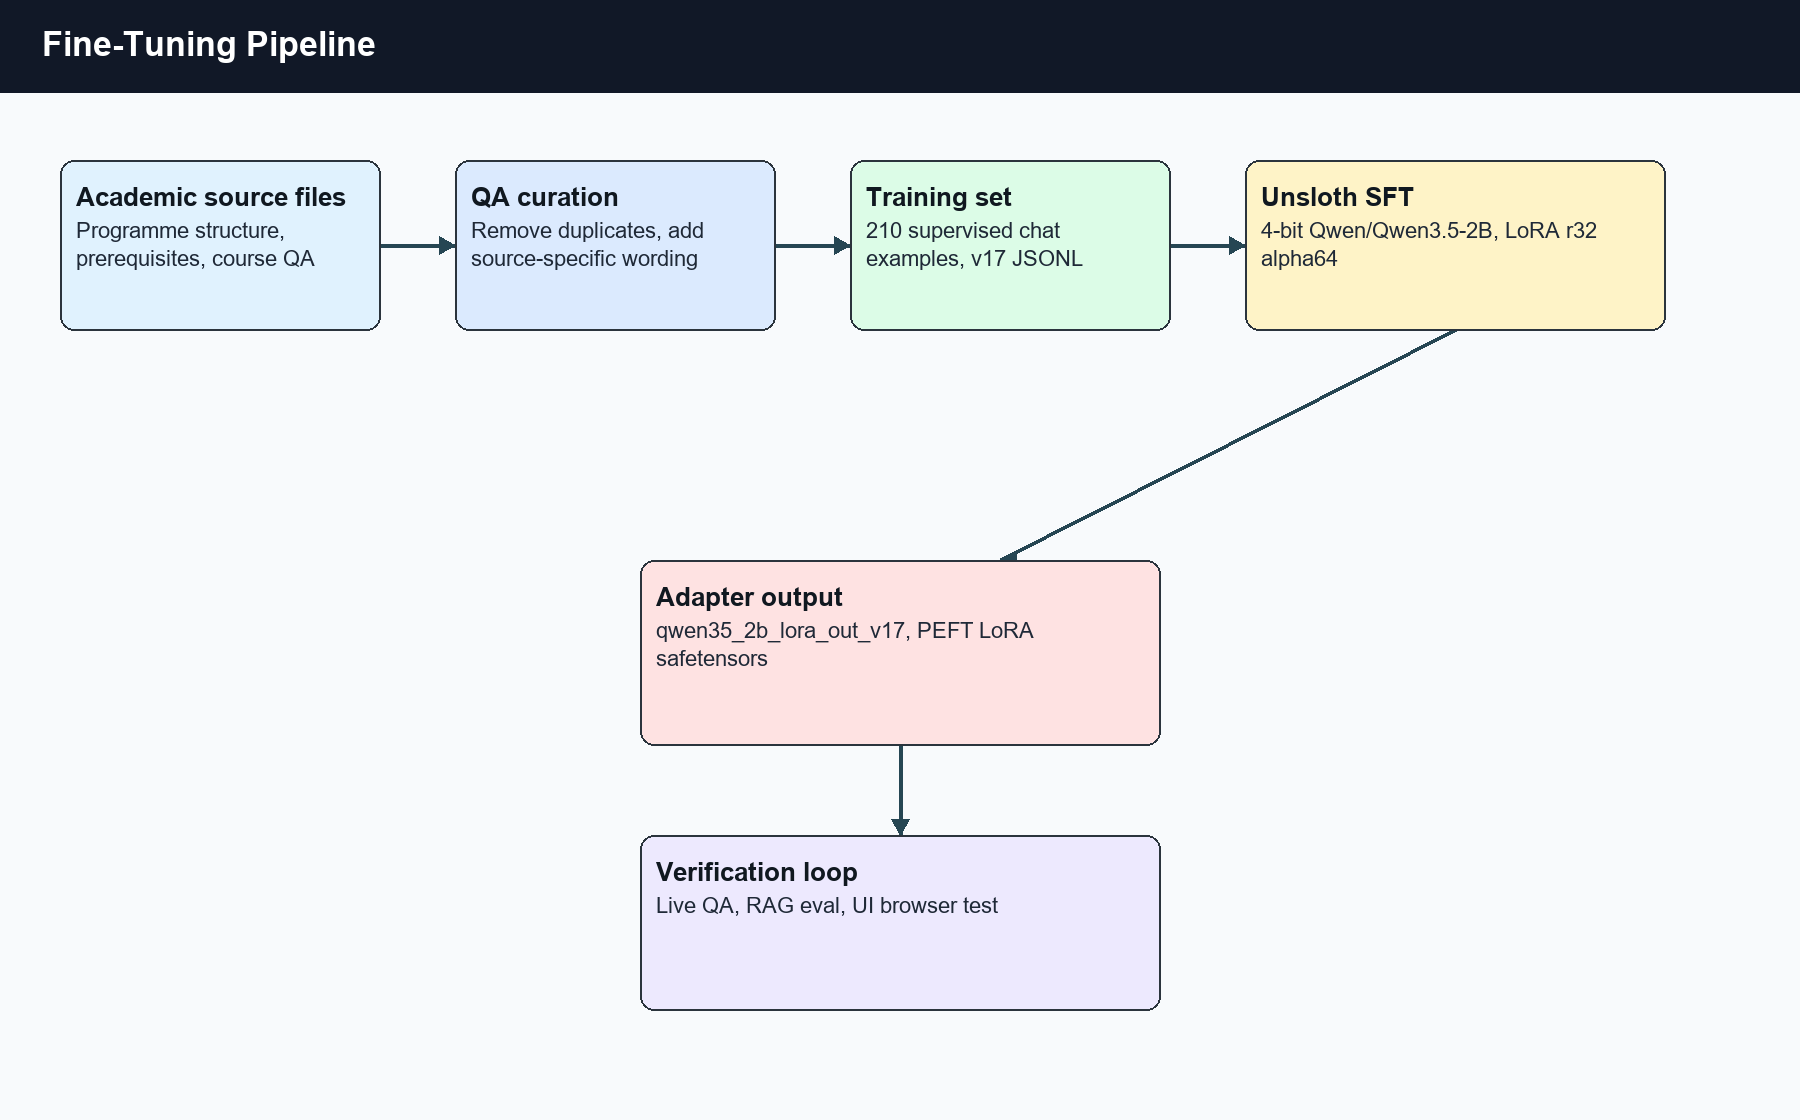 Fine-Tuning Pipeline
Academic source files
Programme structure,
prerequisites, course QA
QA curation
Remove duplicates, add
source-specific wording
Training set
210 supervised chat
examples, v17 JSONL
Unsloth SFT
4-bit Qwen/Qwen3.5-2B, LoRA r32
alpha64
Adapter output
qwen35_2b_lora_out_v17, PEFT LoRA
safetensors
Verification loop
Live QA, RAG eval, UI browser test